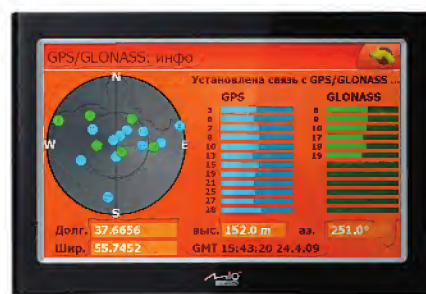 GPS/GLONASS: инфо
Установлена связь с GPS/GLONASS ...
GPS GLONASS
N
W E
S
3 8
6 9
7 10
8 17
10 18
13 19
15
19
21
25
27
28
Долг. 37.6656 выс. 152.0 m аз. 251.0°
Шир. 55.7452 GMT 15:43:20 24.4.09
Mio